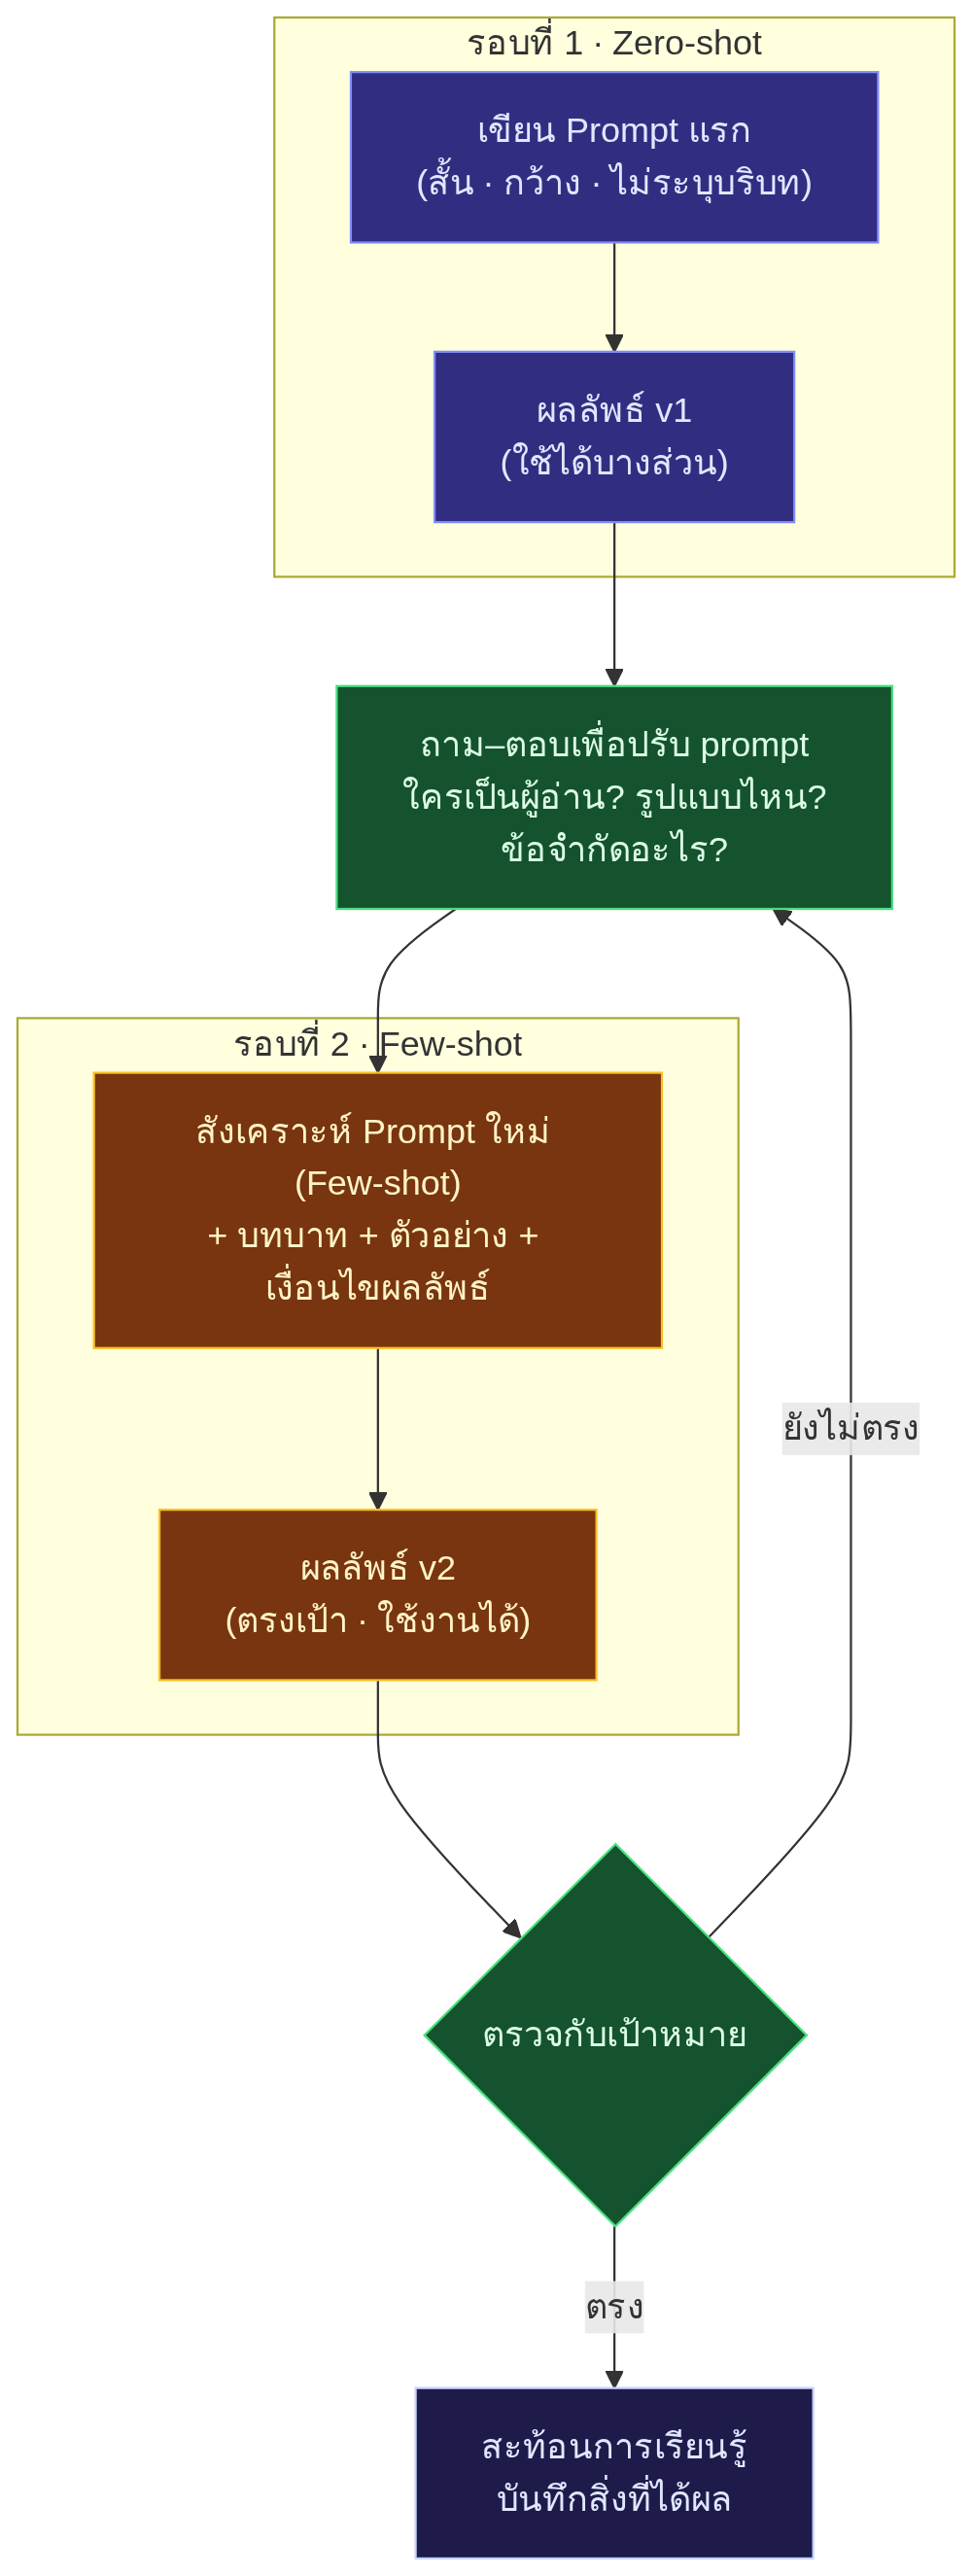 รอบที่ 1 · Zero-shot
เขียน Prompt แรก
(สั้น · กว้าง · ไม่ระบุบริบท)
ผลลัพธ์ v1
(ใช้ได้บางส่วน)
ถาม–ตอบเพื่อปรับ prompt
ใครเป็นผู้อ่าน? รูปแบบไหน?
ข้อจำกัดอะไร?
รอบที่ 2 · Few-shot
สังเคราะห์ Prompt ใหม่
(Few-shot)
+ บทบาท + ตัวอย่าง +
เงื่อนไขผลลัพธ์
ยังไม่ตรง
ผลลัพธ์ v2
(ตรงเป้า · ใช้งานได้)
ตรวจกับเป้าหมาย
ตรง
สะท้อนการเรียนรู้
บันทึกสิ่งที่ได้ผล